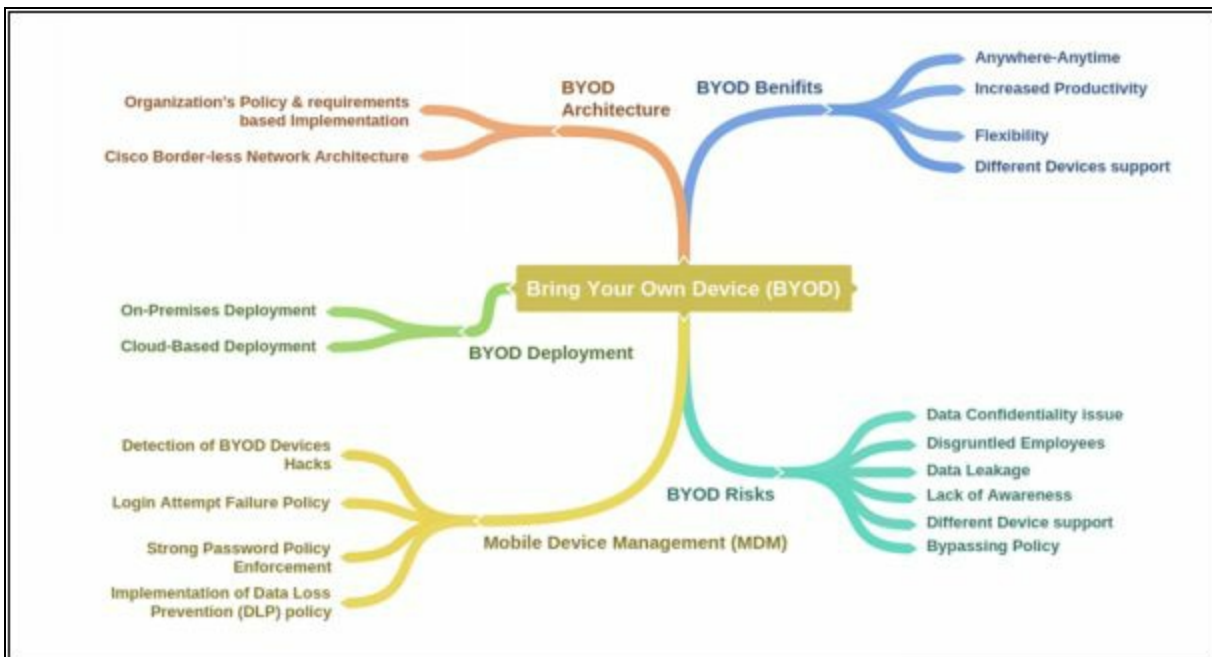 BYOD
Architecture
Organization's Policy & requirements
based Implementation
Cisco Border-less Network Architecture
BYOD Benifits
Anywhere-Anytime
Increased Productivity
Flexibility
Different Devices support
Bring Your Own Device (BYOD)
On-Premises Deployment
Cloud-Based Deployment
BYOD Deployment
Detection of BYOD Devices
Hacks
Login Attempt Failure Policy
Strong Password Policy
Enforcement
Implementation of Data Loss
Prevention (DLP) policy
Mobile Device Management (MDM)
BYOD Risks
Data Confidentiality issue
Disgruntled Employees
Data Leakage
Lack of Awareness
Different Device support
Bypassing Policy